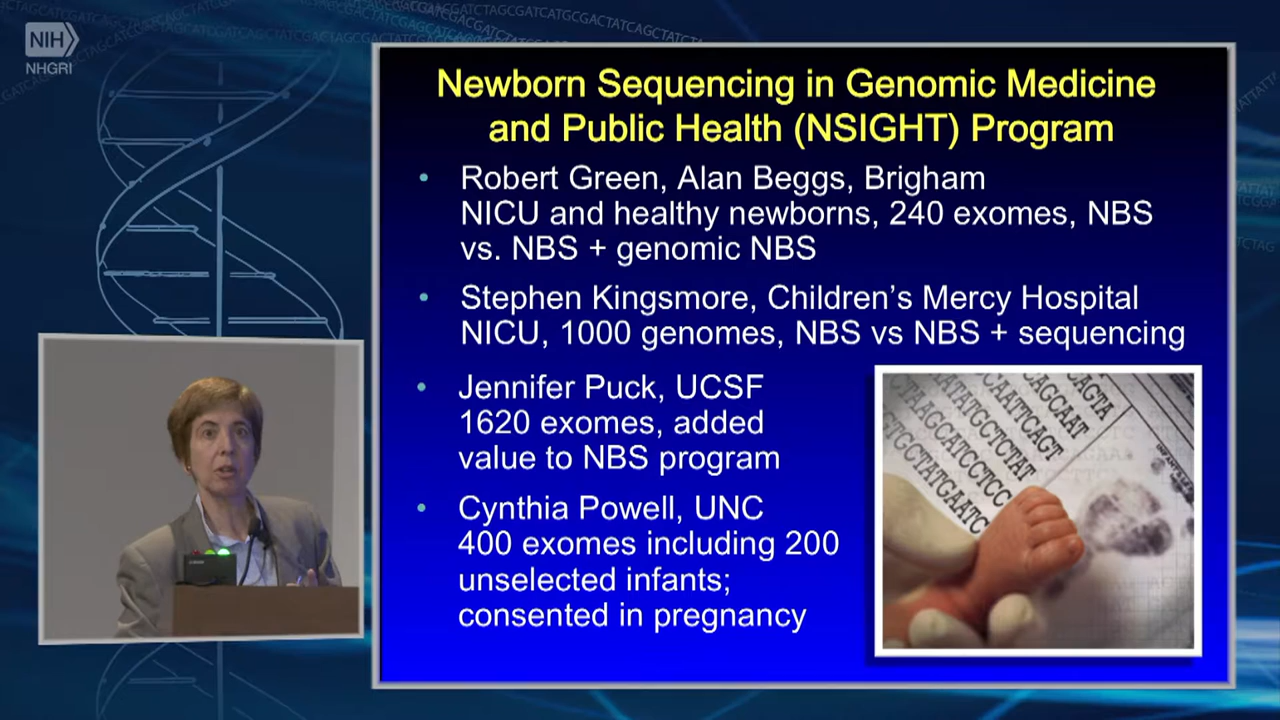 NIH
NHGRI
Newborn Sequencing in Genomic Medicine
and Public Health (NSIGHT) Program
• Robert Green, Alan Beggs, Brigham
NICU and healthy newborns, 240 exomes, NBS
vs. NBS + genomic NBS
• Stephen Kingsmore, Children's Mercy Hospital
NICU, 1000 genomes, NBS vs NBS + sequencing
• Jennifer Puck, UCSF
1620 exomes, added
value to NBS program
• Cynthia Powell, UNC
400 exomes including 200
unselected infants;
consented in pregnancy